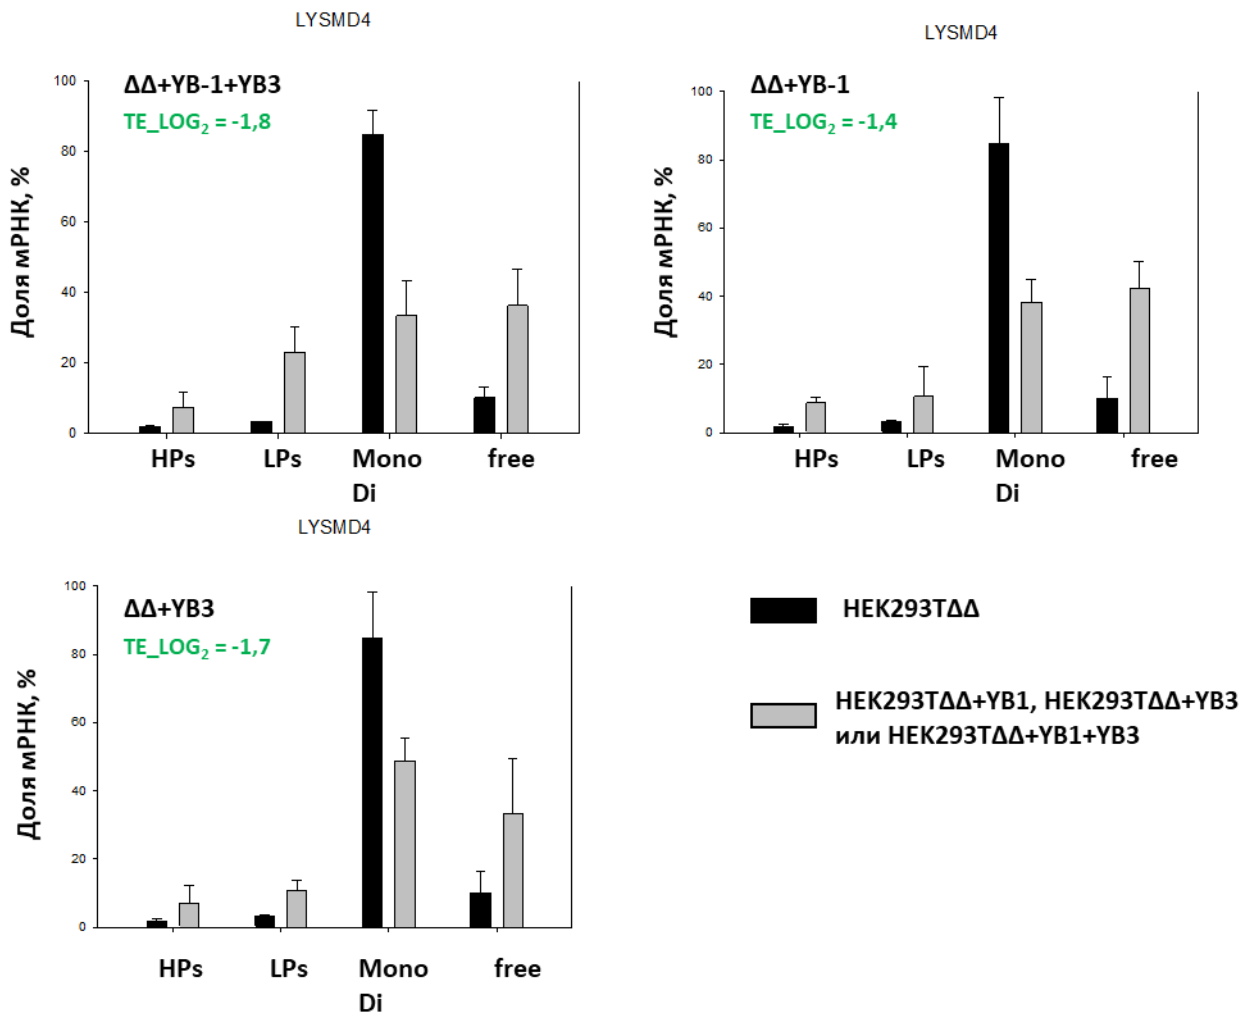 LYSMD4
ΔΔ+YB-1+YB3
TE_LOG₂ = -1,8
Доля мРНК, %
100
80
60
40
20
0
HPs LPs Mono free
Di
LYSMD4
ΔΔ+YB-1
TE_LOG₂ = -1,4
Доля мРНК, %
100
80
60
40
20
0
HPs LPs Mono free
Di
LYSMD4
ΔΔ+YB3
TE_LOG₂ = -1,7
Доля мРНК, %
100
80
60
40
20
0
HPs LPs Mono free
Di
HEK293TΔΔ
HEK293TΔΔ+YB1, HEK293TΔΔ+YB3
или HEK293TΔΔ+YB1+YB3